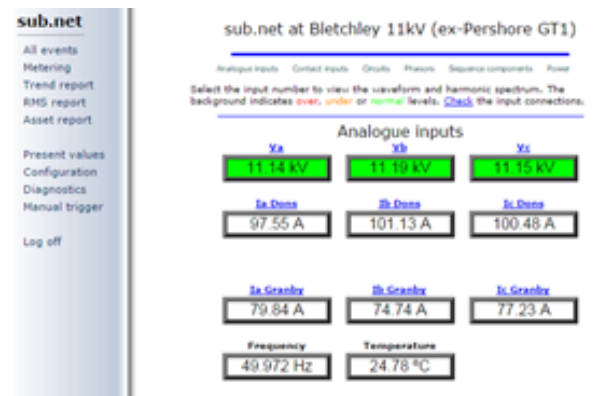 sub.net
All events
Metering
Trend report
RMS report
Asset report
Present values
Configuration
Diagnostics
Manual trigger
Log off
sub.net at Bletchley 11kV (ex-Pershore GT1)
Analogue inputs Contact inputs Circuits Phasors Sequence components Power
Select the input number to view the waveform and harmonic spectrum. The
background indicates over, under or normal levels. Check the input connections.
Analogue inputs
Va Vb Vc
11.14 kV 11.19 kV 11.15 kV
Ia Dons Ib Dons Ic Dons
97.55 A 101.13 A 100.48 A
Ia Granby Ib Granby Ic Granby
79.84 A 74.74 A 77.23 A
Frequency Temperature
49.972 Hz 24.78 ºC